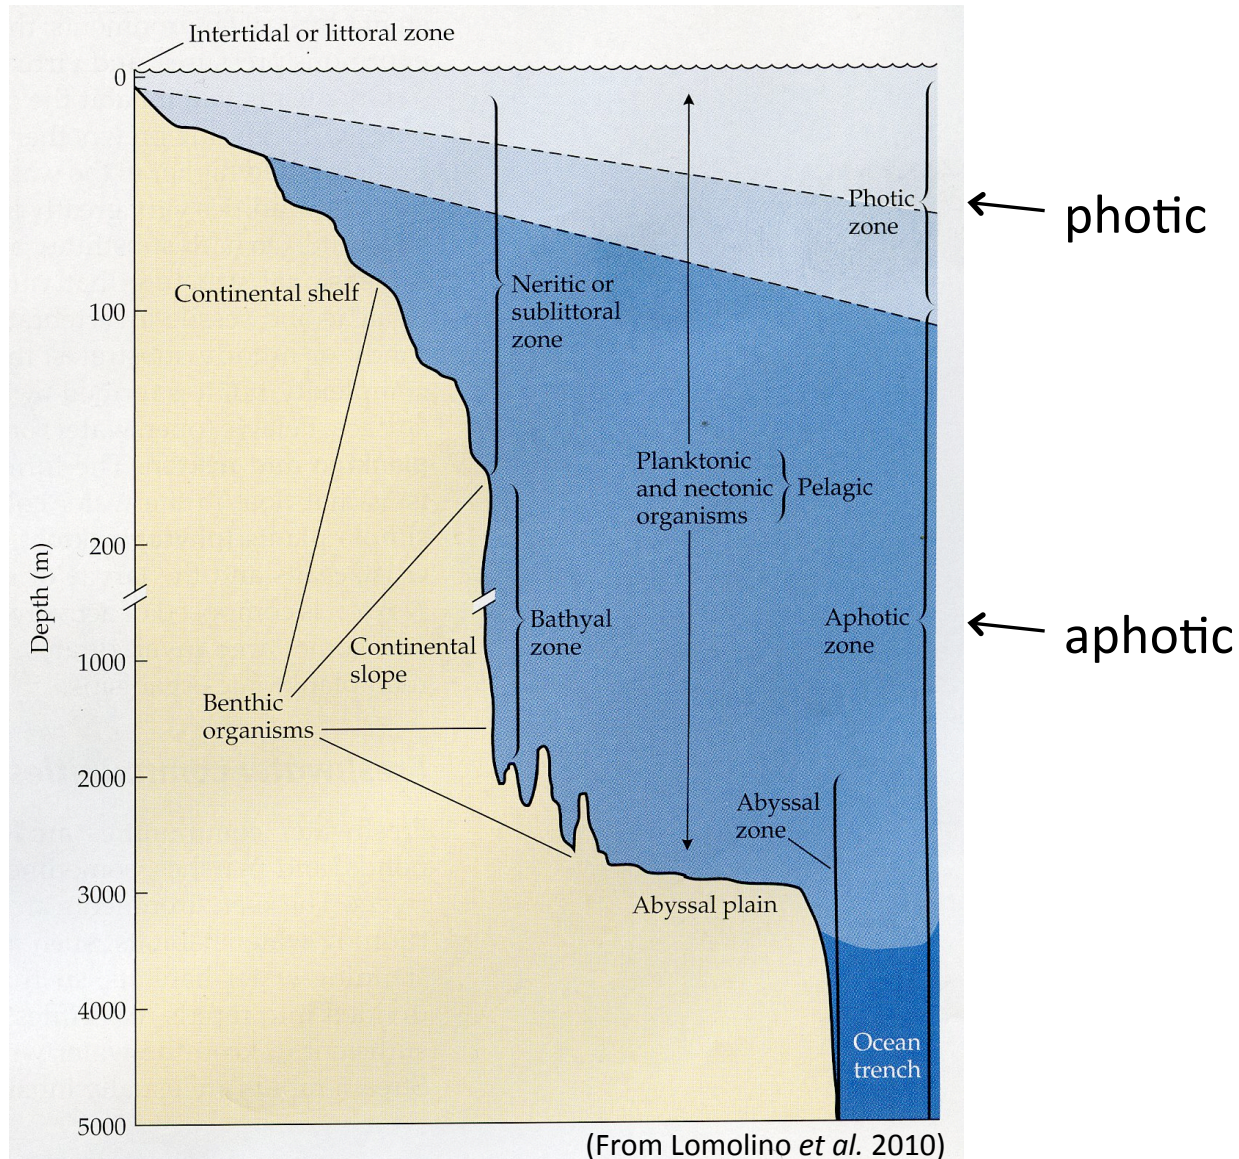 Intertidal or littoral zone
0
Photic
zone
photic
Neritic or
sublittoral
zone
Continental shelf
100
Planktonic
and nectonic
organisms
Pelagic
200
Depth (m)
Bathyal
zone
Aphotic
zone
aphotic
Continental
slope
1000
Benthic
organisms
2000
Abyssal
zone
3000
Abyssal plain
4000
Ocean
trench
5000
(From Lomolino et al. 2010)